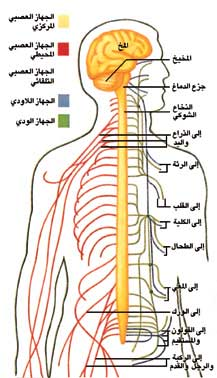 الجهاز العصبي
المركزي
الجهاز العصبي
المحيطي
الجهاز العصبي
التلقائي
الجهاز اللاودي
الجهاز الودي
المخ
المخيخ
جزع الدماغ
النخاع
الشوكي
إلى الذراع
واليد
إلى الرئة
إلى القلب
إلى الكلية
إلى الطحال
إلى المعي
إلى الورك
إلى القولون
والمستقيم
إلى الركبة
والرجل والقدم